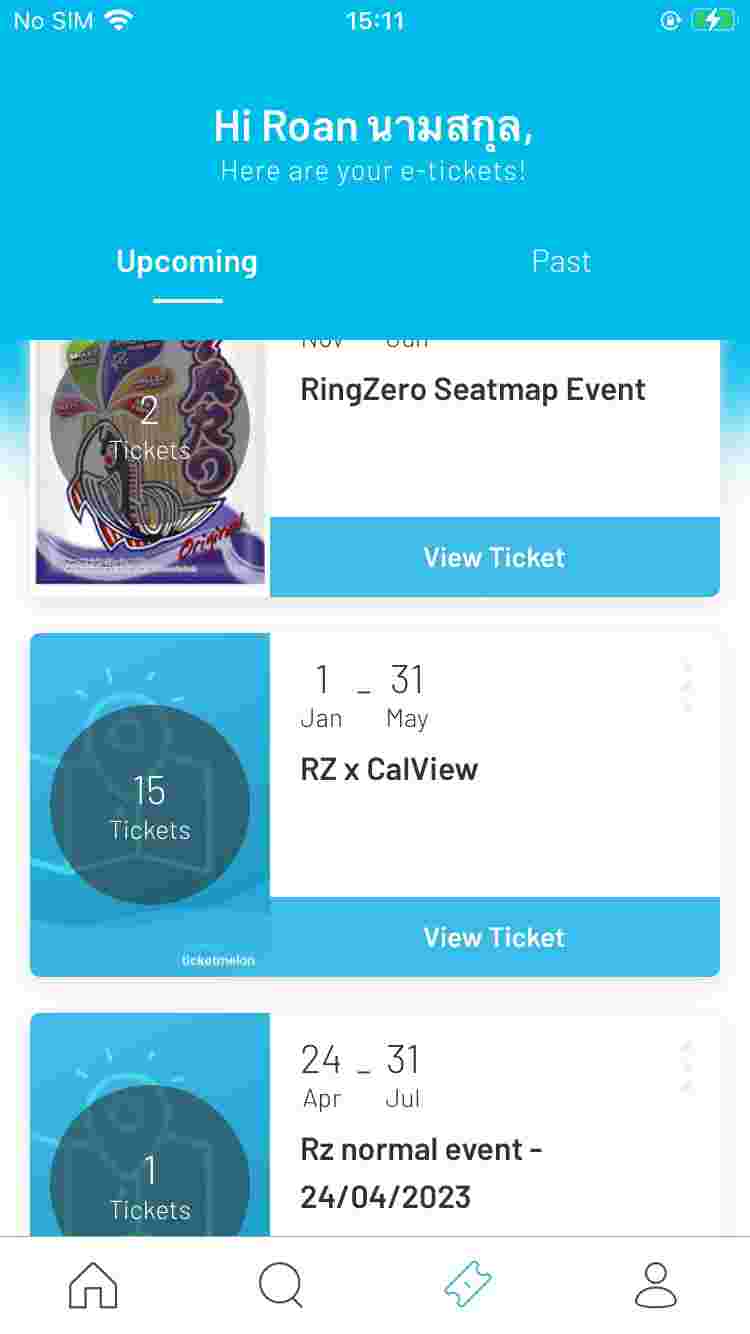 No SIM
15:11
Hi Roan นามสกุล,
Here are your e-tickets!
Upcoming
Past
Nov Jun
RingZero Seatmap Event
2
Tickets
Original
View Ticket
1 – 31
Jan May
RZ x CalView
15
Tickets
View Ticket
ticketmelon
24 – 31
Apr Jul
Rz normal event -
24/04/2023
1
Tickets